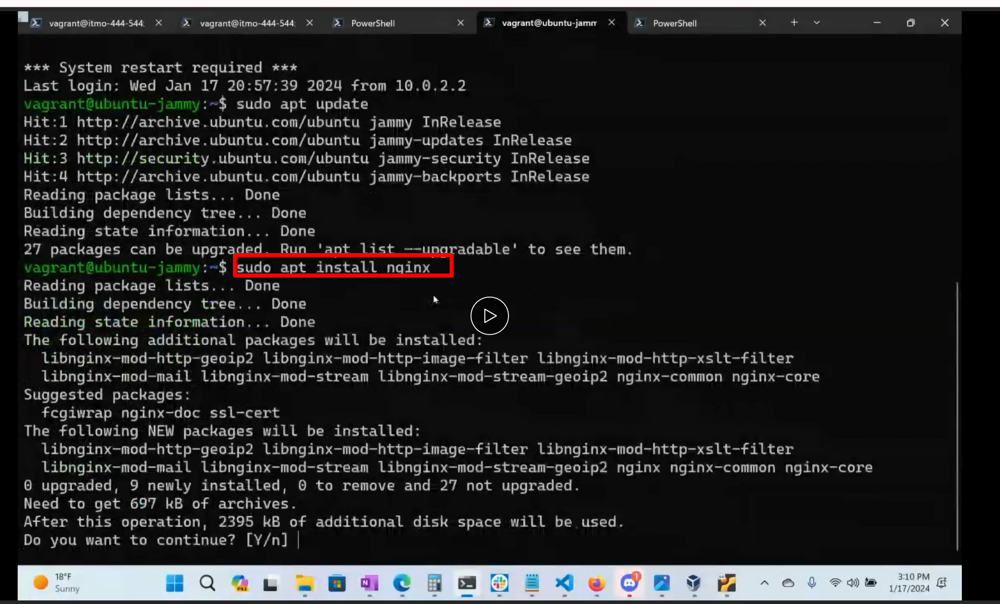 vagrant@itmo-444-544:
vagrant@itmo-444-544:
PowerShell
vagrant@ubuntu-jamm
PowerShell
*** System restart required ***
Last login: Wed Jan 17 20:57:39 2024 from 10.0.2.2
vagrant@ubuntu-jammy:~$ sudo apt update
Hit:1 http://archive.ubuntu.com/ubuntu jammy InRelease
Hit:2 http://archive.ubuntu.com/ubuntu jammy-updates InRelease
Hit:3 http://security.ubuntu.com/ubuntu jammy-security InRelease
Hit:4 http://archive.ubuntu.com/ubuntu jammy-backports InRelease
Reading package lists... Done
Building dependency tree... Done
Reading state information... Done
27 packages can be upgraded. Run 'apt list --upgradable' to see them.
vagrant@ubuntu-jammy:~$ sudo apt install nginx
Reading package lists... Done
Building dependency tree... Done
Reading state information... Done
The following additional packages will be installed:
libnginx-mod-http-geoip2 libnginx-mod-http-image-filter libnginx-mod-http-xslt-filter
libnginx-mod-mail libnginx-mod-stream libnginx-mod-stream-geoip2 nginx-common nginx-core
Suggested packages:
fcgiwrap nginx-doc ssl-cert
The following NEW packages will be installed:
libnginx-mod-http-geoip2 libnginx-mod-http-image-filter libnginx-mod-http-xslt-filter
libnginx-mod-mail libnginx-mod-stream libnginx-mod-stream-geoip2 nginx nginx-common nginx-core
0 upgraded, 9 newly installed, 0 to remove and 27 not upgraded.
Need to get 697 kB of archives.
After this operation, 2395 kB of additional disk space will be used.
Do you want to continue? [Y/n]
18°F
Sunny
PRE
N
1
64
3:10 PM
1/17/2024